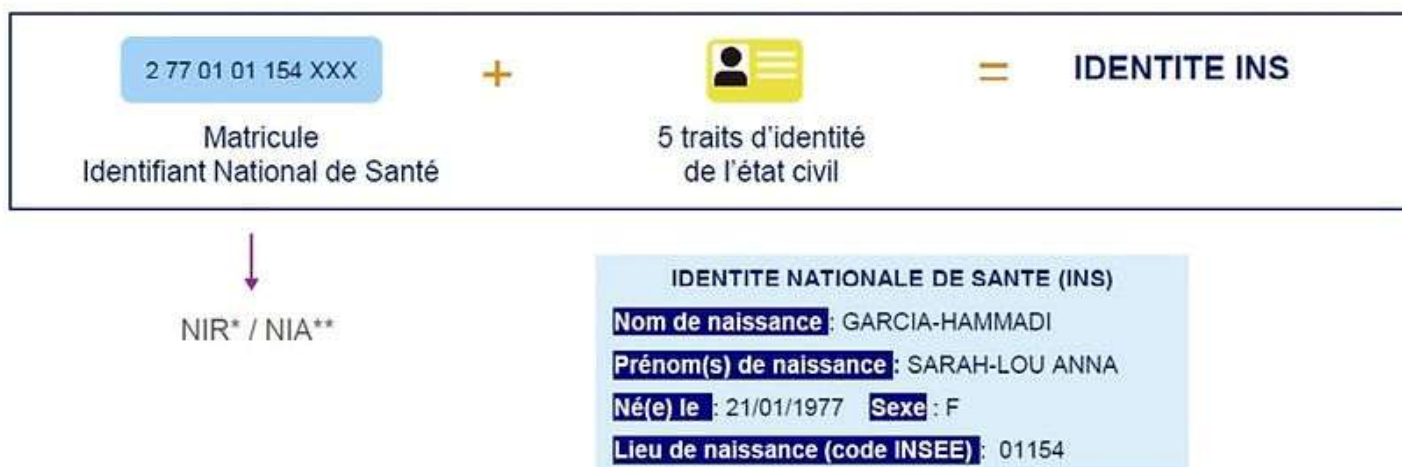 2 77 01 01 154 XXX
+
=
IDENTITE INS
Matricule
Identifiant National de Santé
5 traits d'identité
de l'état civil
NIR* / NIA**
IDENTITE NATIONALE DE SANTE (INS)
Nom de naissance : GARCIA-HAMMADI
Prénom(s) de naissance : SARAH-LOU ANNA
Né(e) le : 21/01/1977 Sexe : F
Lieu de naissance (code INSEE) : 01154